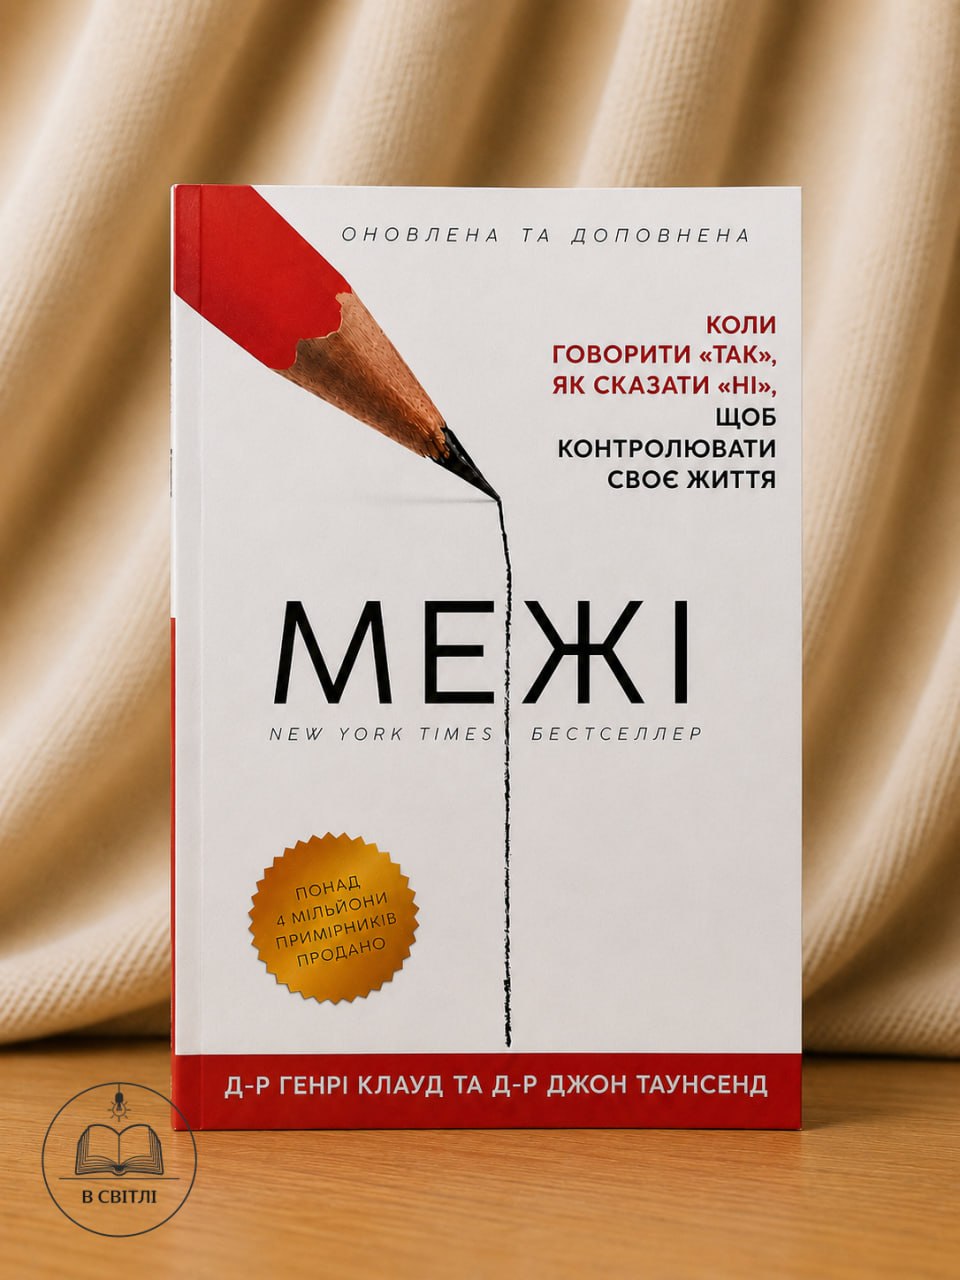 ОНОВЛЕНА ТА ДОПОВНЕНА
КОЛИ
ГОВОРИТИ «ТАК»,
ЯК СКАЗАТИ «НІ»,
ЩОБ
КОНТРОЛЮВАТИ
СВОЄ ЖИТТЯ
МЕЖІ
NEW YORK TIMES БЕСТСЕЛЛЕР
ПОНАД
4 МІЛЬЙОНИ
ПРИМІРНИКІВ
ПРОДАНО
Д-Р ГЕНРІ КЛАУД ТА Д-Р ДЖОН ТАУНСЕНД
В СВІТЛІ